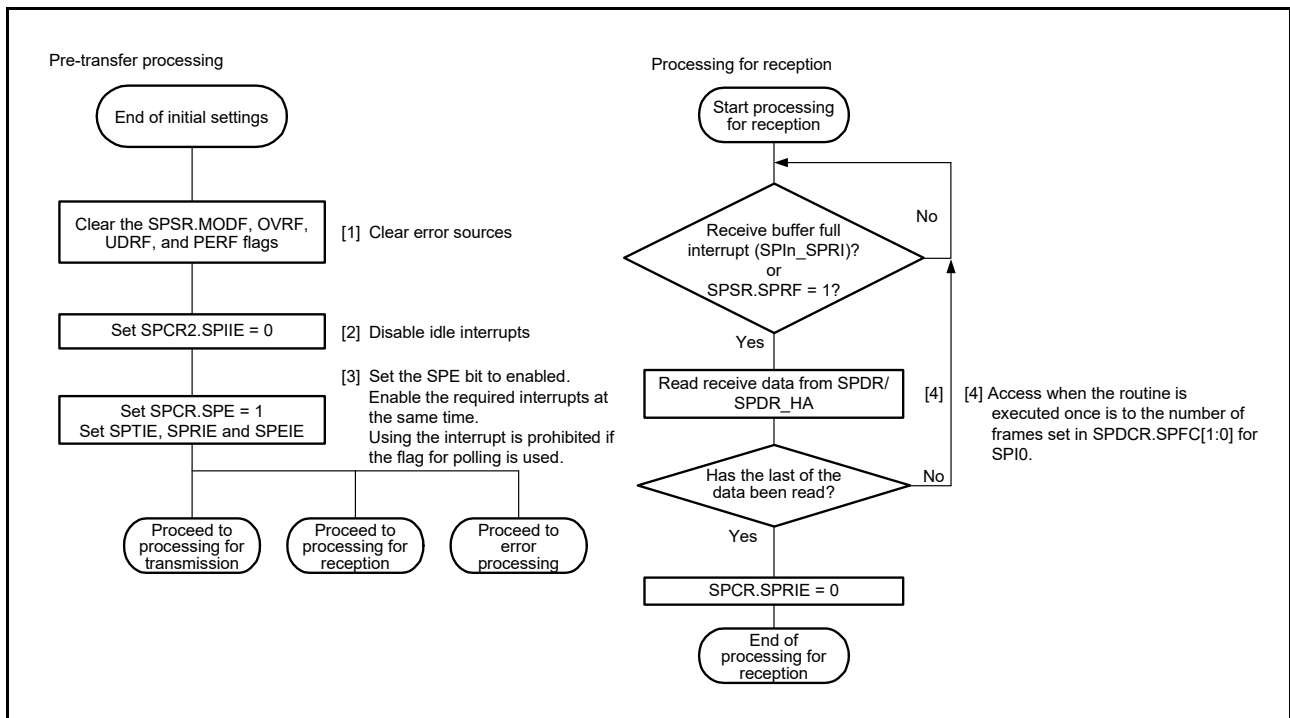 Pre-transfer processing
End of initial settings
Clear the SPSR.MODF, OVRF,
UDRF, and PERF flags
[1] Clear error sources
Set SPCR2.SPIIE = 0
[2] Disable idle interrupts
Set SPCR.SPE = 1
Set SPTIE, SPRIE and SPEIE
[3] Set the SPE bit to enabled.
Enable the required interrupts at
the same time.
Using the interrupt is prohibited if
the flag for polling is used.
Proceed to
processing for
transmission
Proceed to
processing for
reception
Proceed to
error
processing
Processing for reception
Start processing
for reception
Receive buffer full
interrupt (SPIn_SPRI)?
or
SPSR.SPRF = 1?
No
Yes
Read receive data from SPDR/
SPDR_HA
[4]
[4] Access when the routine is
executed once is to the number of
frames set in SPDCR.SPFC[1:0] for
SPI0.
Has the last of the
data been read?
No
Yes
SPCR.SPRIE = 0
End of
processing for
reception